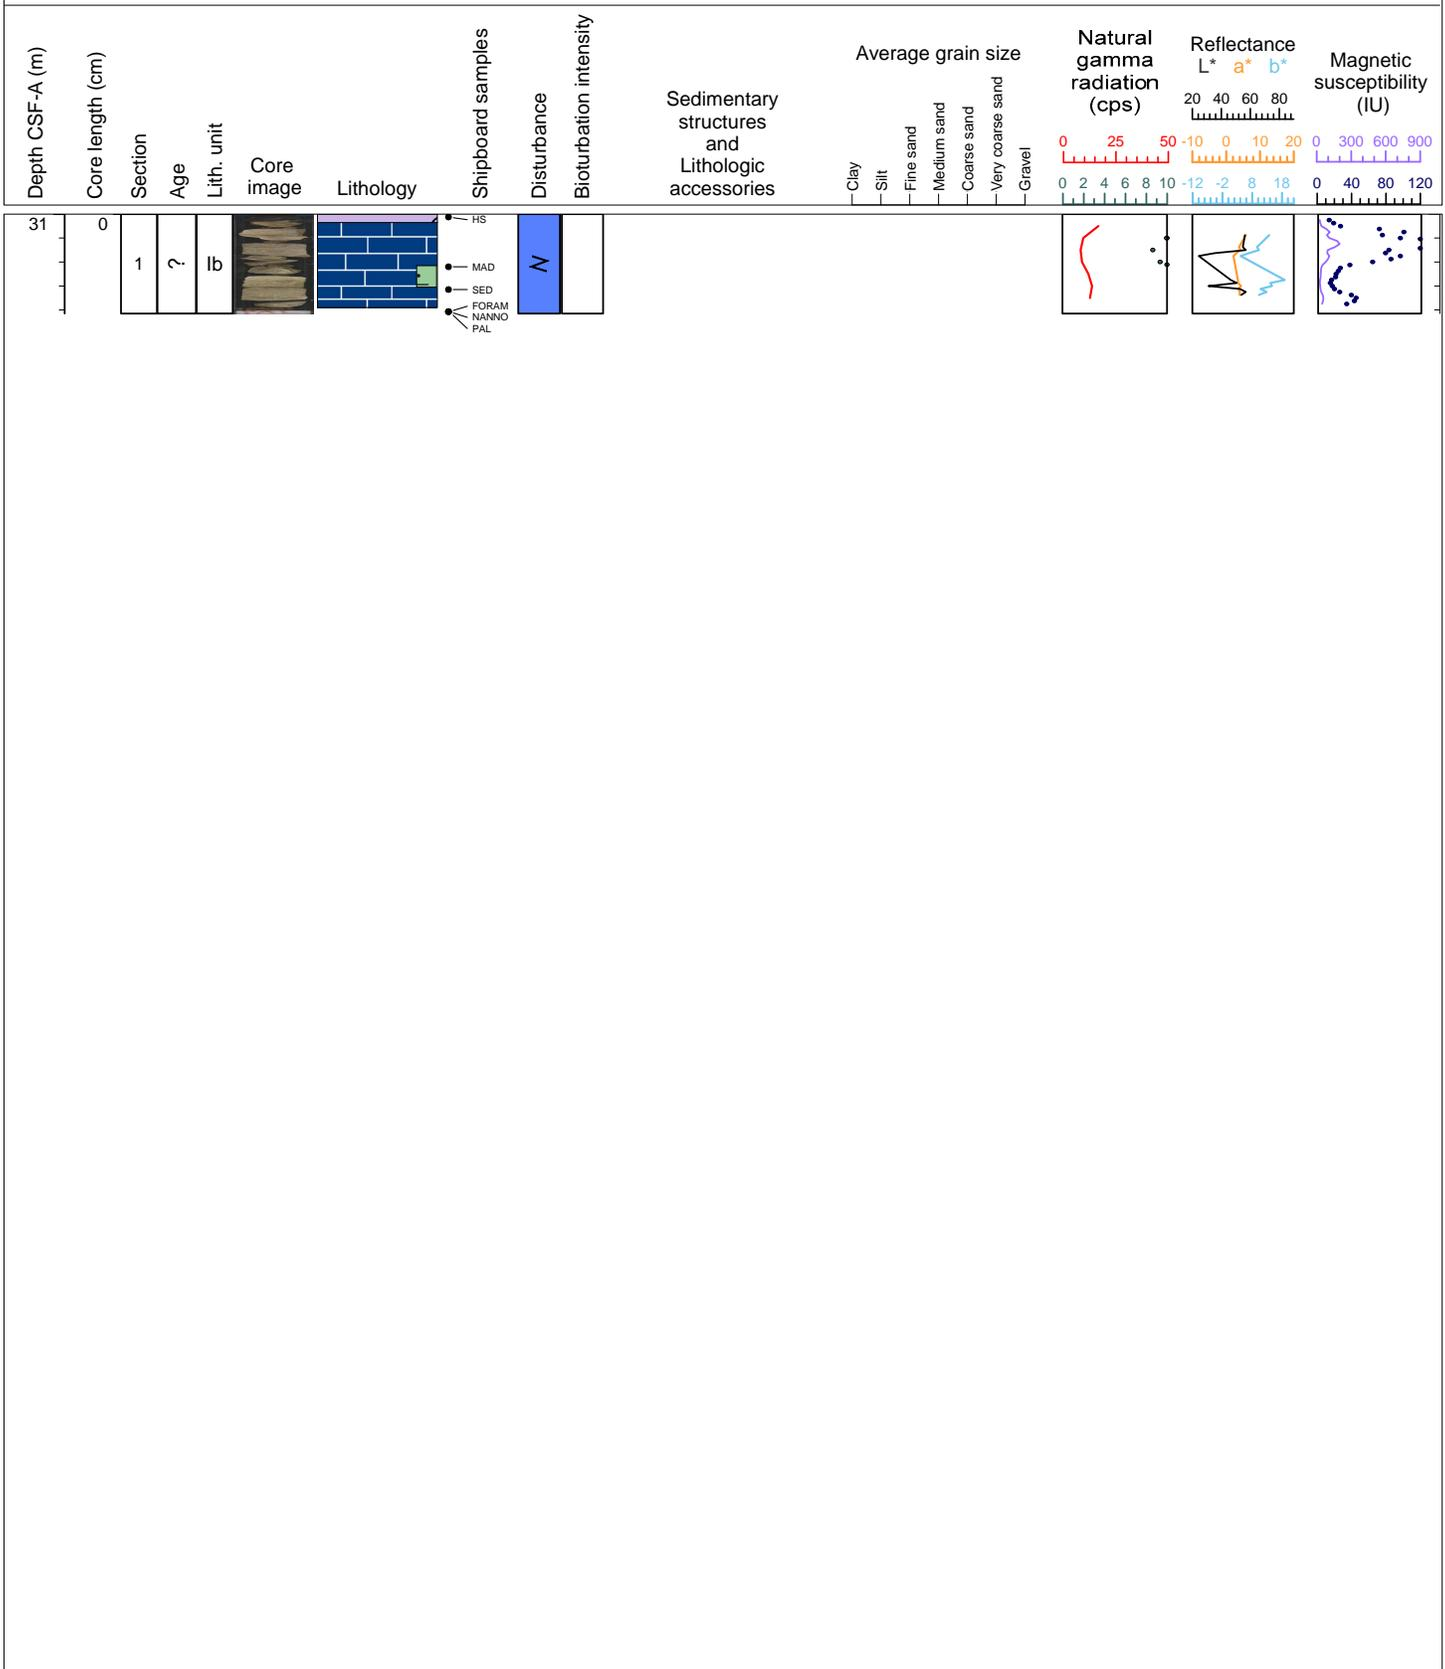 Depth CSF-A (m)
Core length (cm)
Section
Age
Lith. unit
Core
image
Lithology
Shipboard samples
Disturbance
Bioturbation intensity
Sedimentary
structures
and
Lithologic
accessories
Average grain size
Clay
Silt
Fine sand
Medium sand
Coarse sand
Very coarse sand
Gravel
Natural
gamma
radiation
(cps)
0 25 50
0 2 4 6 8 10
Reflectance
L* a* b*
20 40 60 80
-10 0 10 20
-12 -2 8 18
Magnetic
susceptibility
(IU)
0 300 600 900
0 40 80 120
31
0
1
?
Ib
HS
MAD
SED
FORAM
NANNO
PAL